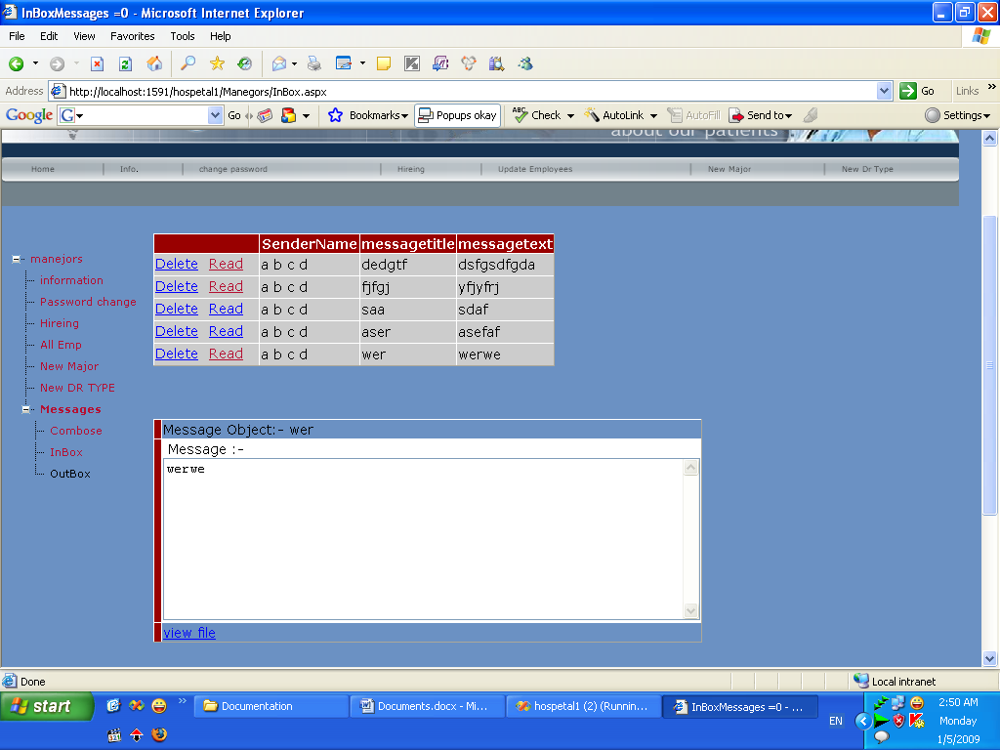 InBoxMessages =0 - Microsoft Internet Explorer
File Edit View Favorites Tools Help
Address http://localhost:1591/hospetal1/Manegors/InBox.aspx Go Links »
Google G Go Bookmarks Popups okay ABC Check AutoLink AutoFill Send to Settings
about our patients
Home Info. change password Hireing Update Employees New Major New Dr Type
manejors
information
Password change
Hireing
All Emp
New Major
New DR TYPE
Messages
Combose
InBox
OutBox
SenderName messagetitle messagetext
Delete Read a b c d dedgtf dsfgsdfgda
Delete Read a b c d fjfgj yfjyfrj
Delete Read a b c d saa sdaf
Delete Read a b c d aser asefaf
Delete Read a b c d wer werwe
Message Object:- wer
Message :-
werwe
view file
Done Local intranet
start » Documentation Documents.docx - Mi... hospetal1 (2) (Runnin... InBoxMessages =0 - ... EN 2:50 AM
Monday
1/5/2009